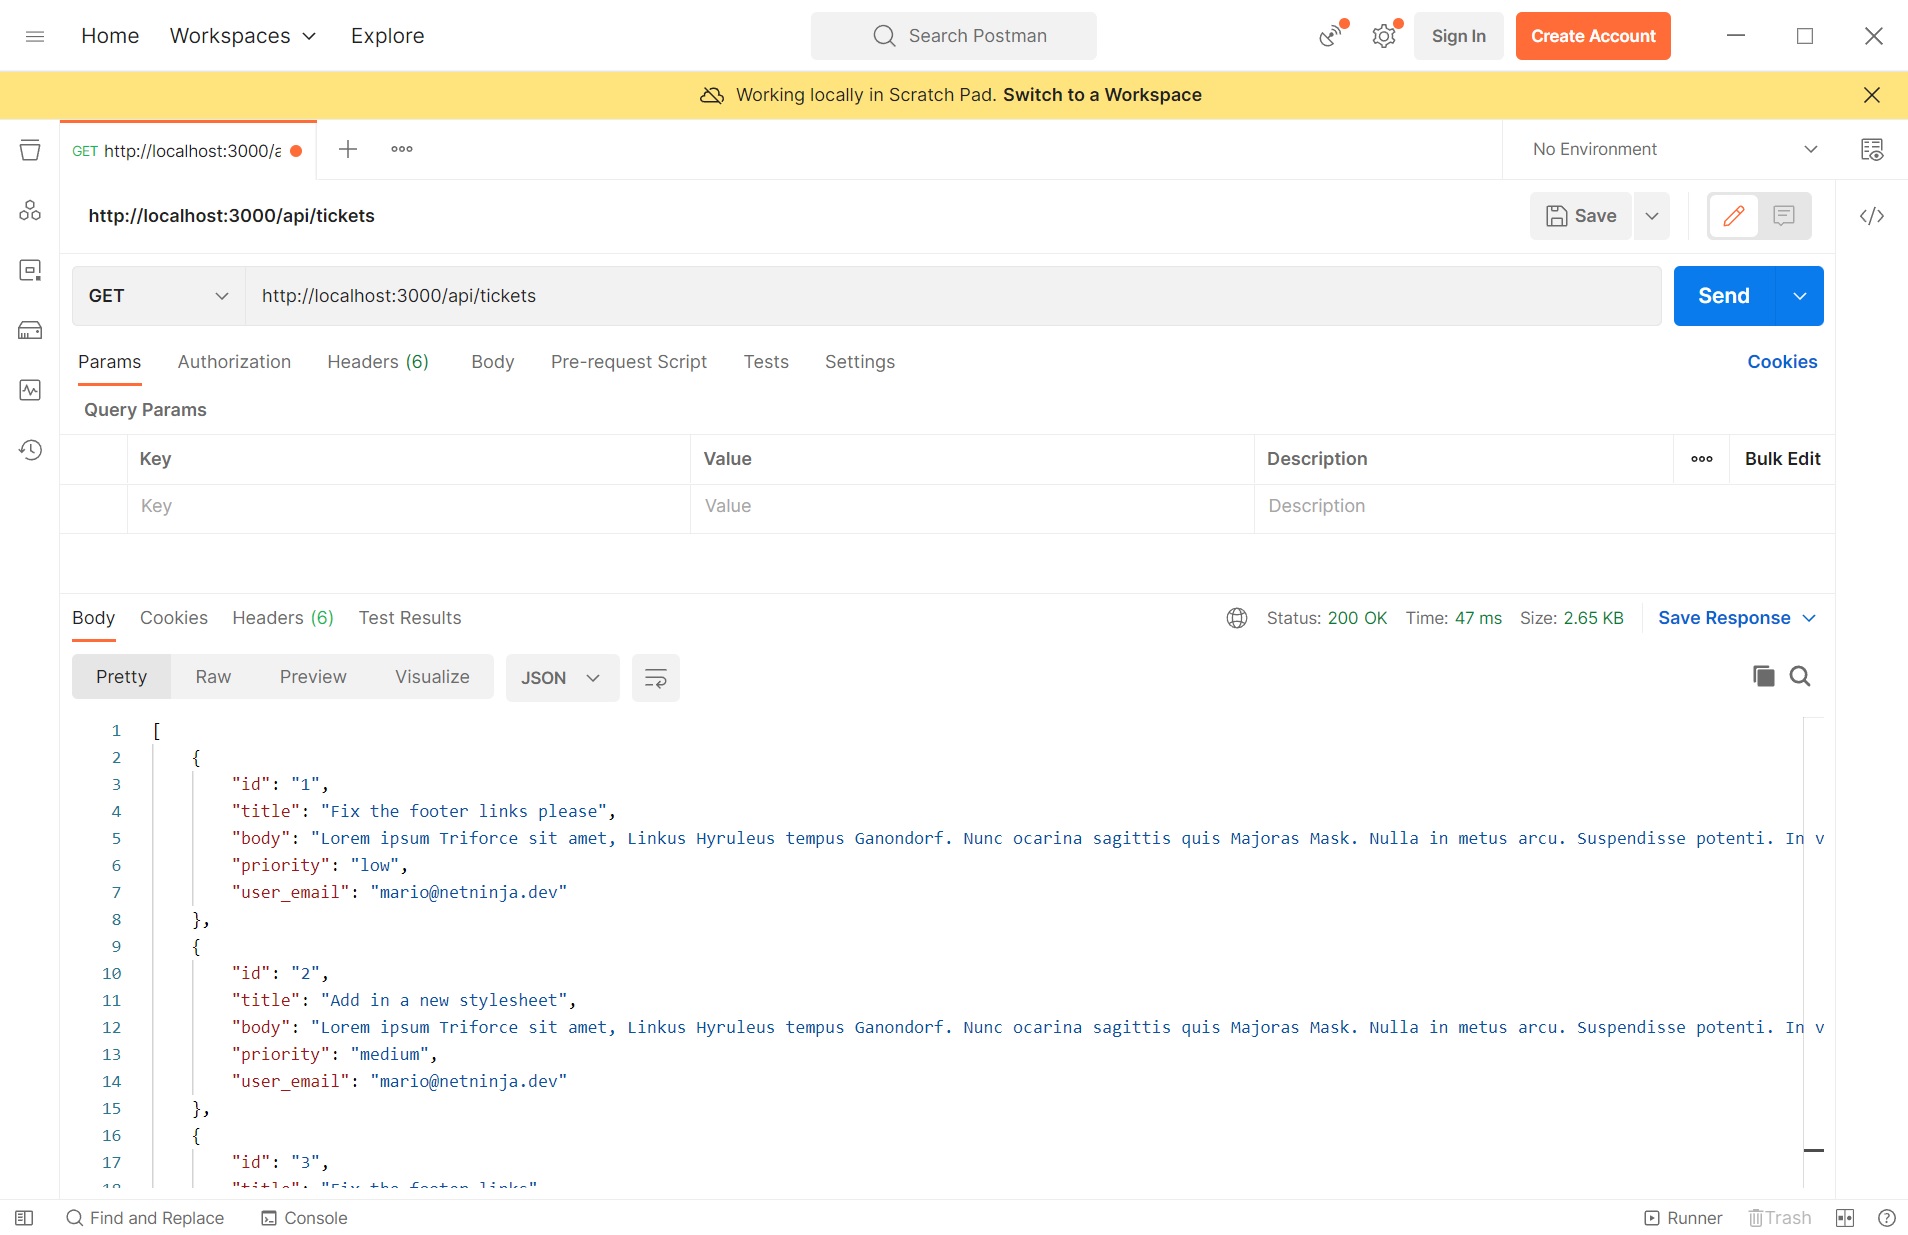 Home Workspaces Explore Search Postman Sign In Create Account
Working locally in Scratch Pad. Switch to a Workspace
GET http://localhost:3000/a No Environment
http://localhost:3000/api/tickets Save
GET http://localhost:3000/api/tickets Send
Params Authorization Headers (6) Body Pre-request Script Tests Settings Cookies
Query Params
Key Value Description Bulk Edit
Key Value Description
Body Cookies Headers (6) Test Results Status: 200 OK Time: 47 ms Size: 2.65 KB Save Response
Pretty Raw Preview Visualize JSON
1 [
2 {
3 "id": "1",
4 "title": "Fix the footer links please",
5 "body": "Lorem ipsum Triforce sit amet, Linkus Hyruleus tempus Ganondorf. Nunc ocarina sagittis quis Majoras Mask. Nulla in metus arcu. Suspendisse potenti. In v
6 "priority": "low",
7 "user_email": "mario@netninja.dev"
8 },
9 {
10 "id": "2",
11 "title": "Add in a new stylesheet",
12 "body": "Lorem ipsum Triforce sit amet, Linkus Hyruleus tempus Ganondorf. Nunc ocarina sagittis quis Majoras Mask. Nulla in metus arcu. Suspendisse potenti. In v
13 "priority": "medium",
14 "user_email": "mario@netninja.dev"
15 },
16 {
17 "id": "3",
18 "title": "Fix the footer links"
Find and Replace Console Runner Trash